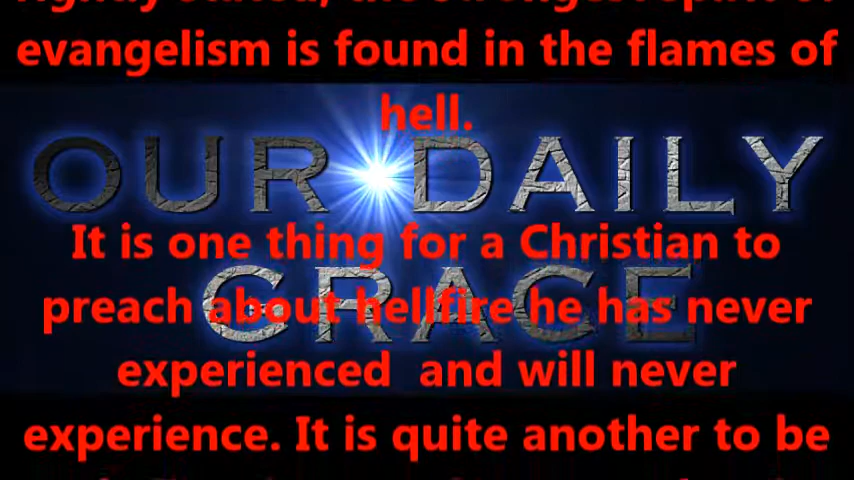 evangelism is found in the flames of
hell.
OUR DAILY
It is one thing for a Christian to
GRACE
preach about hellfire he has never
experienced and will never
experience. It is quite another to be